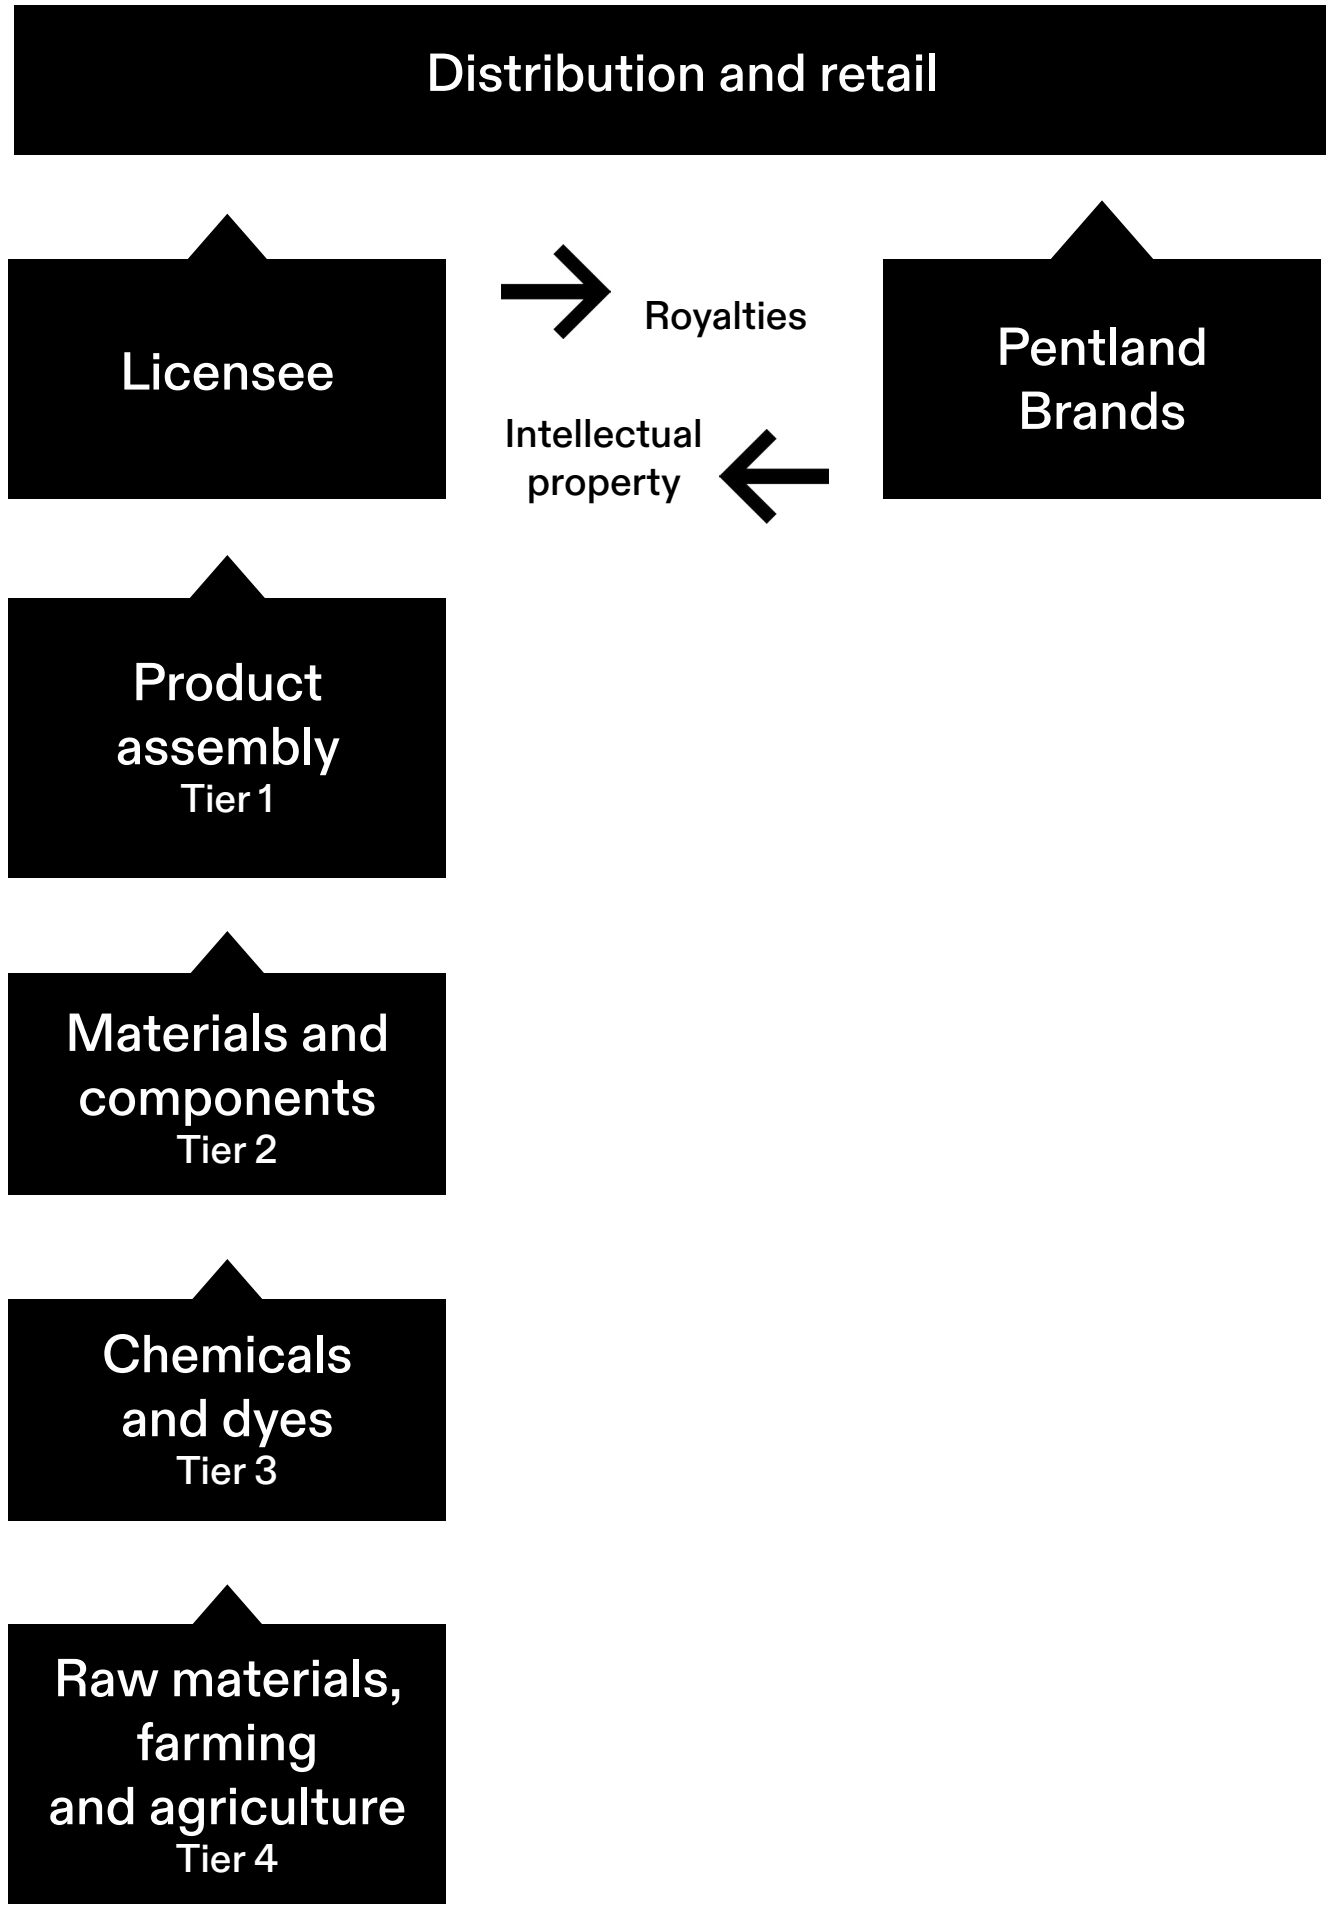 Distribution and retail
Licensee
Royalties
Intellectual
property
Pentland
Brands
Product
assembly
Tier 1
Materials and
components
Tier 2
Chemicals
and dyes
Tier 3
Raw materials,
farming
and agriculture
Tier 4